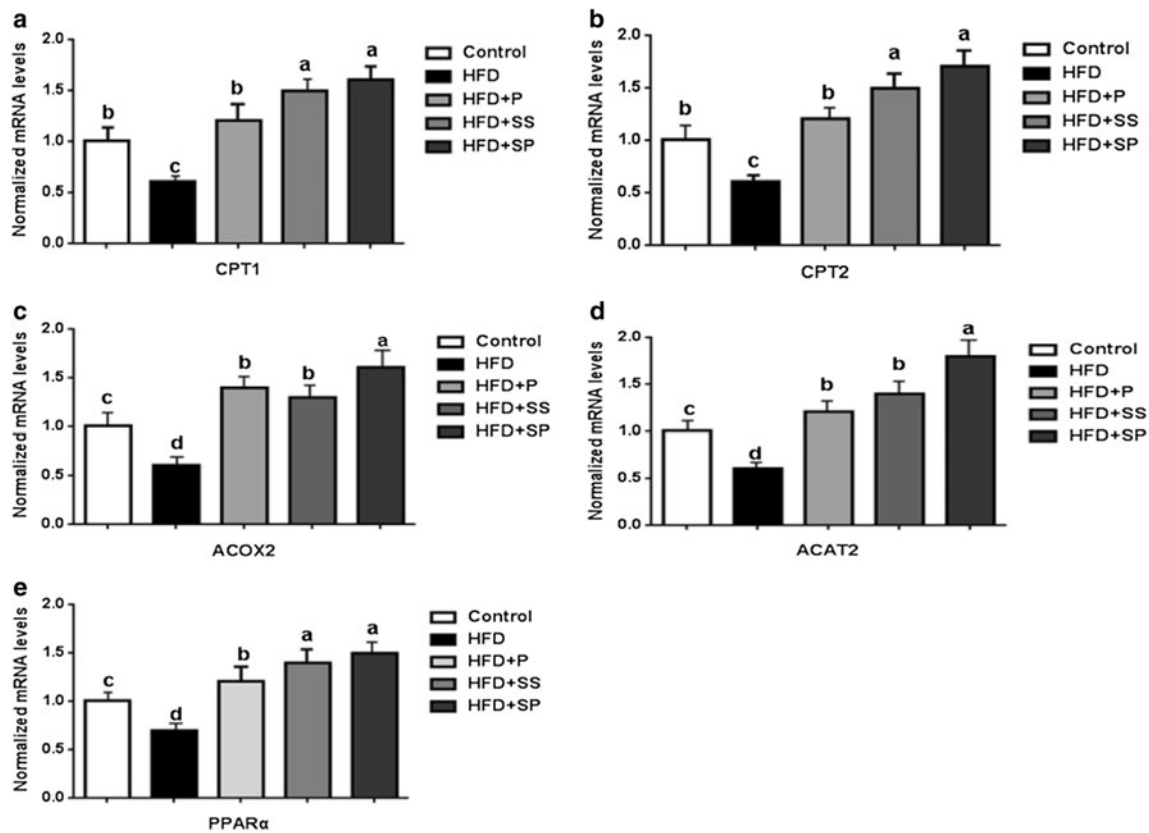 a
Normalized mRNA levels
2.0
1.5
1.0
0.5
0.0
b
c
b
a
a
CPT1
Control
HFD
HFD+P
HFD+SS
HFD+SP
b
Normalized mRNA levels
2.0
1.5
1.0
0.5
0.0
b
c
b
a
a
CPT2
Control
HFD
HFD+P
HFD+SS
HFD+SP
c
Normalized mRNA levels
2.0
1.5
1.0
0.5
0.0
c
d
b
b
a
ACOX2
Control
HFD
HFD+P
HFD+SS
HFD+SP
d
Normalized mRNA levels
2.0
1.5
1.0
0.5
0.0
c
d
b
b
a
ACAT2
Control
HFD
HFD+P
HFD+SS
HFD+SP
e
Normalized mRNA levels
2.0
1.5
1.0
0.5
0.0
c
d
b
a
a
PPARα
Control
HFD
HFD+P
HFD+SS
HFD+SP